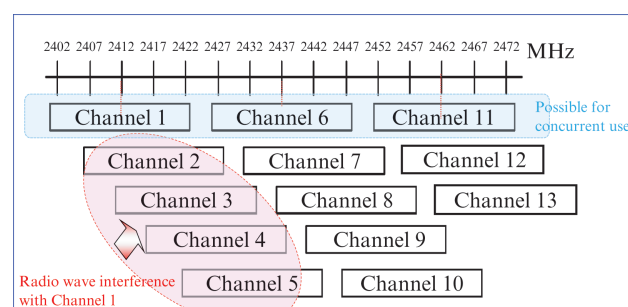 2402 2407 2412 2417 2422 2427 2432 2437 2442 2447 2452 2457 2462 2467 2472 MHz
Channel 1 Channel 6 Channel 11 Possible for
concurrent use
Channel 2 Channel 7 Channel 12
Channel 3 Channel 8 Channel 13
Channel 4 Channel 9
Channel 5 Channel 10
Radio wave interference
with Channel 1